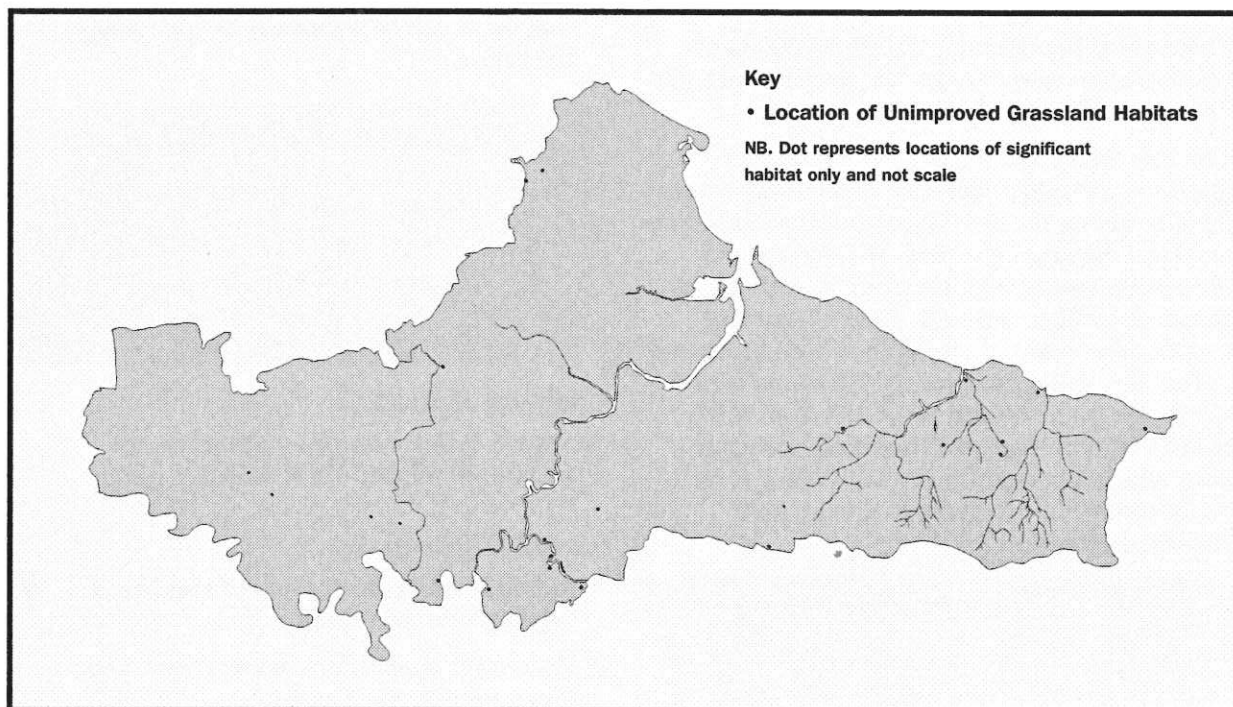 Key
• Location of Unimproved Grassland Habitats
NB. Dot represents locations of significant
habitat only and not scale